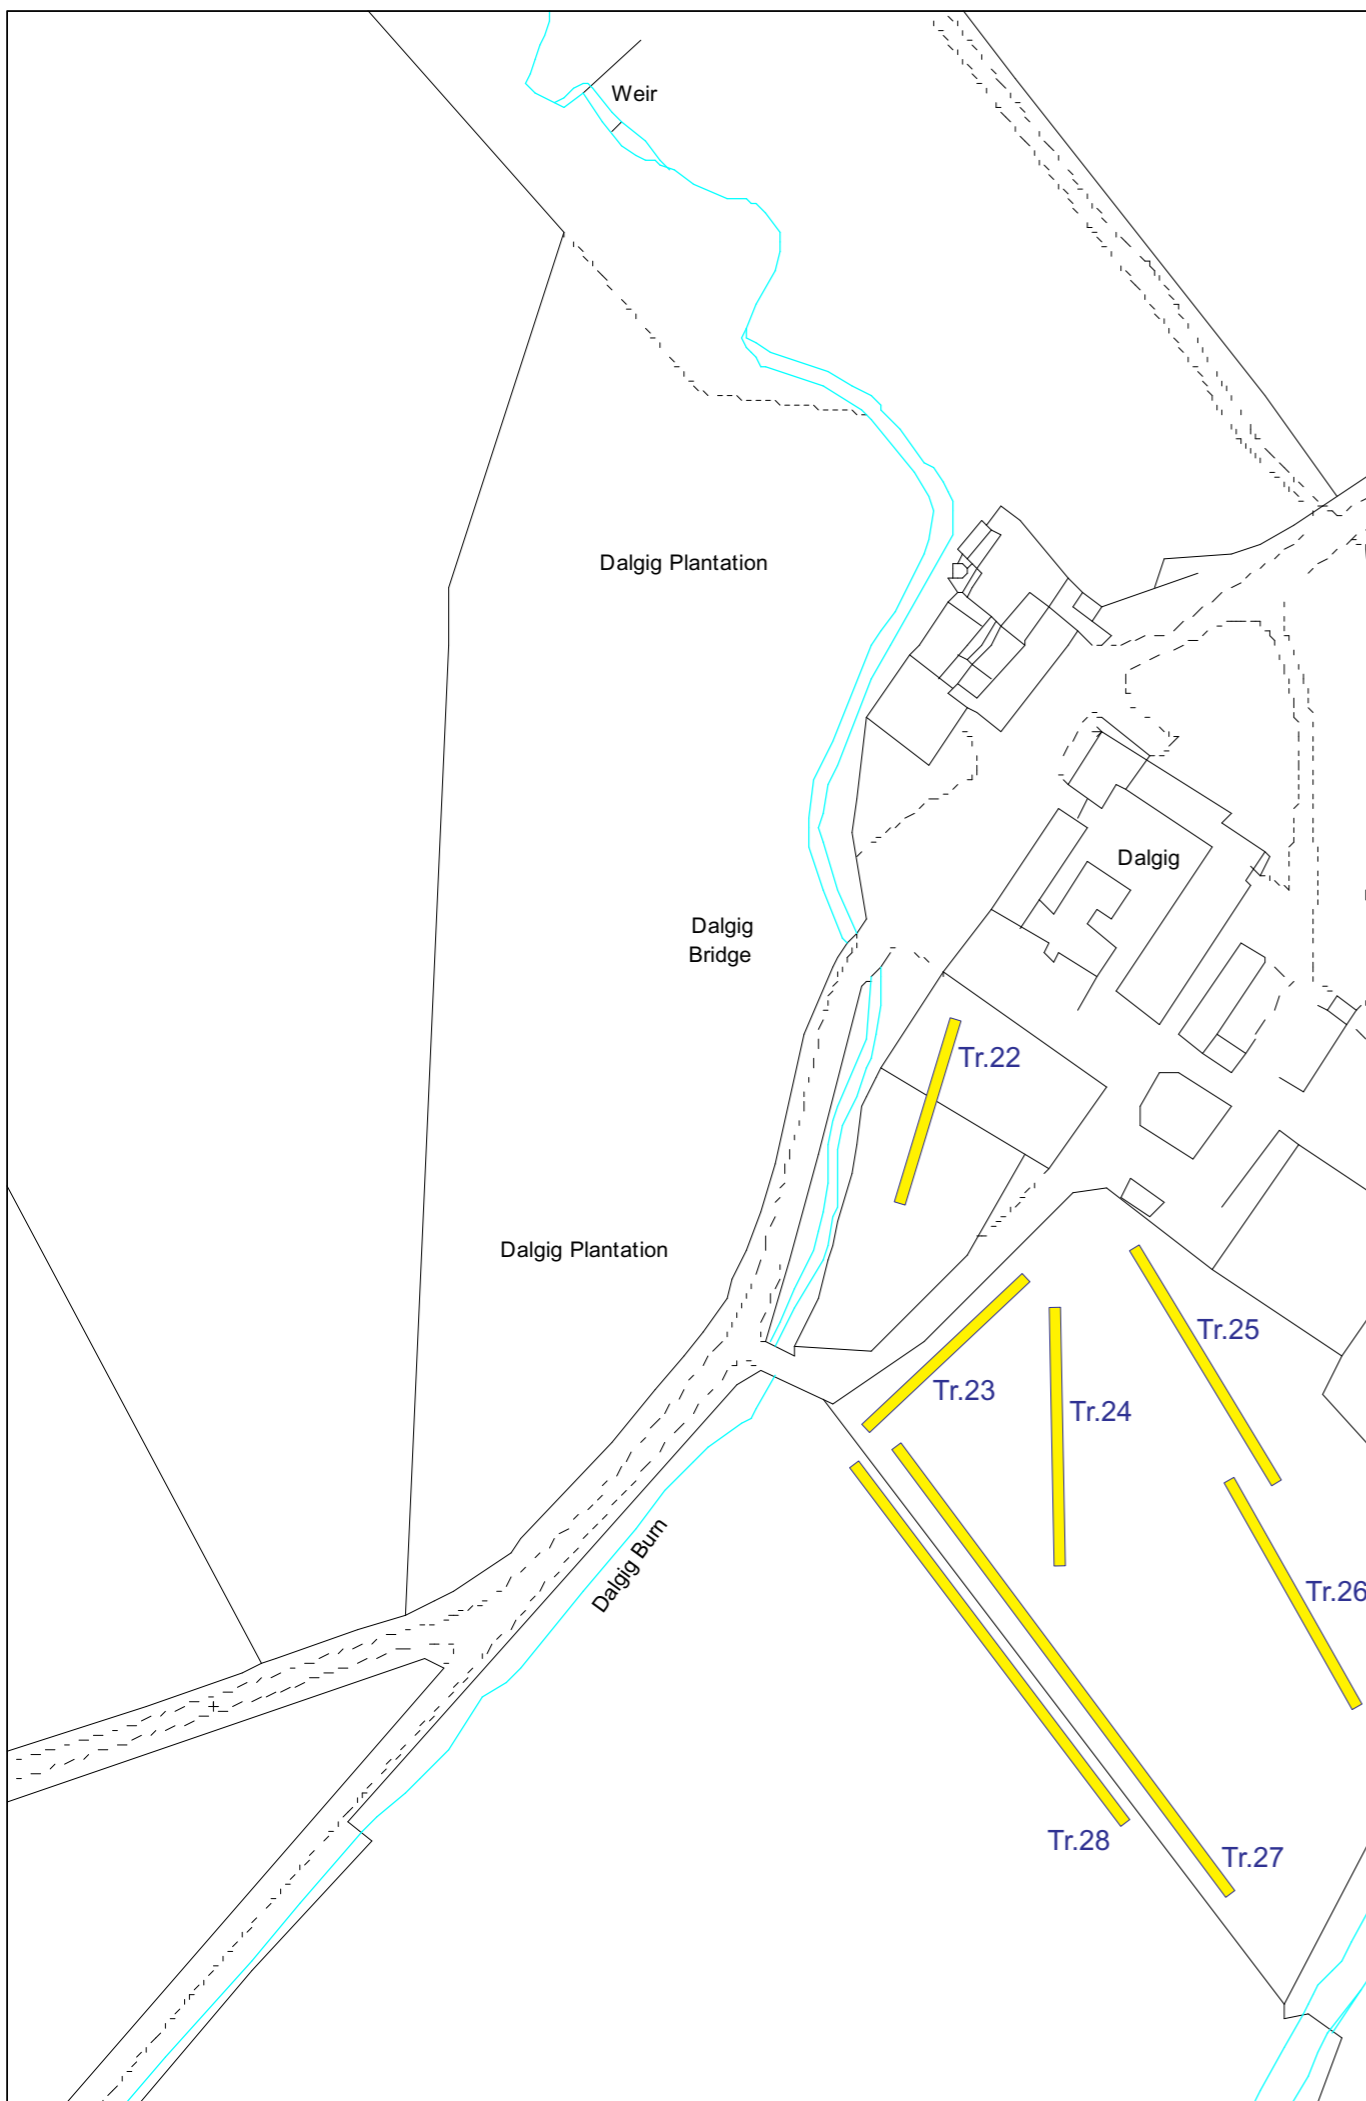 Weir
Dalgig Plantation
Dalgig
Dalgig
Bridge
Tr.22
Dalgig Plantation
Tr.25
Tr.23
Tr.24
Dalgig Burn
Tr.26
Tr.28
Tr.27